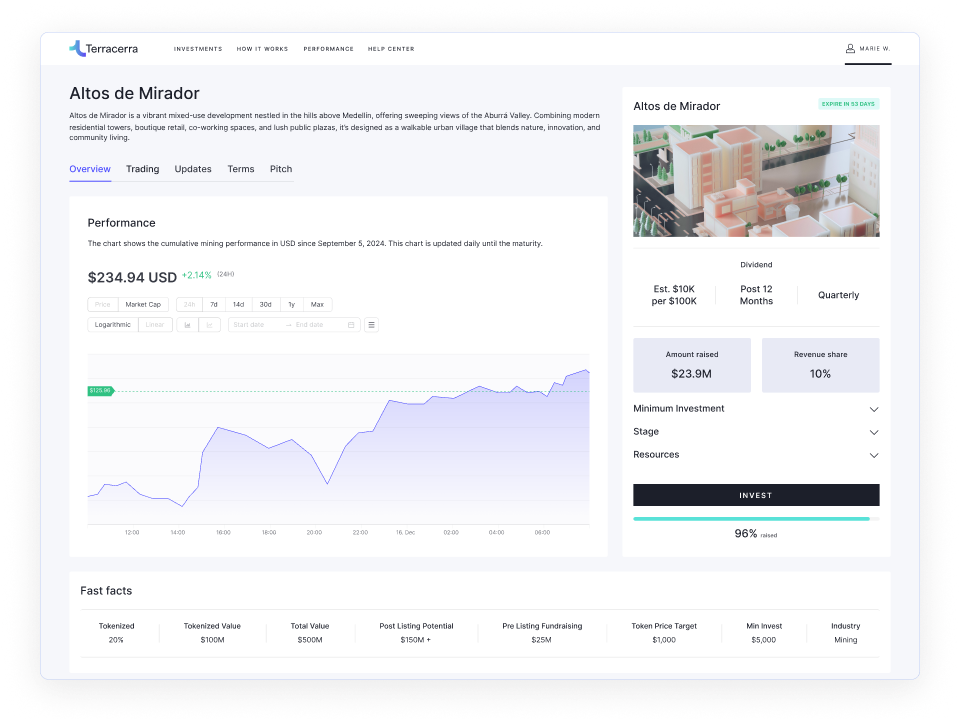 Terracerra
INVESTMENTS HOW IT WORKS PERFORMANCE HELP CENTER
MARIE W.
Altos de Mirador
Altos de Mirador is a vibrant mixed-use development nestled in the hills above Medellín, offering sweeping views of the Aburrá Valley. Combining modern
residential towers, boutique retail, co-working spaces, and lush public plazas, it's designed as a walkable urban village that blends nature, innovation, and
community living.
Overview Trading Updates Terms Pitch
Performance
The chart shows the cumulative mining performance in USD since September 5, 2024. This chart is updated daily until the maturity.
$234.94 USD +2.14% (24H)
Price Market Cap 24h 7d 14d 30d 1y Max
Logarithmic Linear Start date → End date
$125.96
12:00 14:00 16:00 18:00 20:00 22:00 16. Dec 02:00 04:00 08:00
Altos de Mirador
EXPIRE IN 53 DAYS
Dividend
Est. $10K
per $100K
Post 12
Months
Quarterly
Amount raised
$23.9M
Revenue share
10%
Minimum Investment
Stage
Resources
INVEST
96% raised
Fast facts
Tokenized Tokenized Value Total Value Post Listing Potential Pre Listing Fundraising Token Price Target Min Invest Industry
20% $100M $500M $150M + $25M $1,000 $5,000 Mining